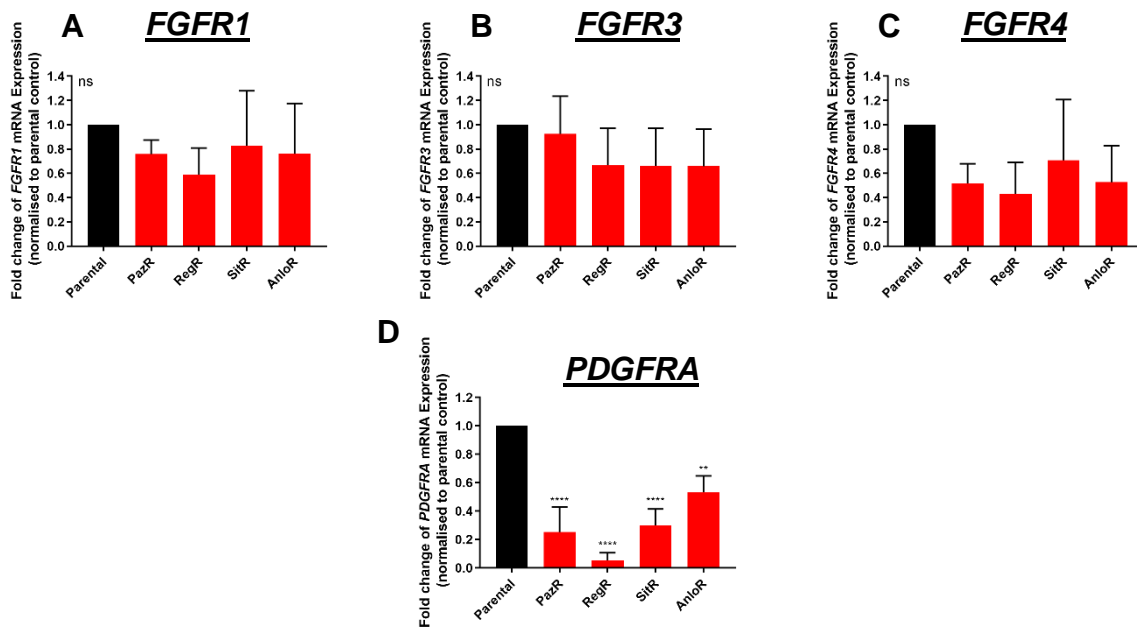 A
FGFR1
Fold change of FGFR1 mRNA Expression
(normalised to parental control)
ns
1.4
1.2
1.0
0.8
0.6
0.4
0.2
0.0
Parental
PazR
RegR
SitR
AnloR
B
FGFR3
Fold change of FGFR3 mRNA Expression
(normalised to parental control)
ns
1.4
1.2
1.0
0.8
0.6
0.4
0.2
0.0
Parental
PazR
RegR
SitR
AnloR
C
FGFR4
Fold change of FGFR4 mRNA Expression
(normalised to parental control)
ns
1.4
1.2
1.0
0.8
0.6
0.4
0.2
0.0
Parental
PazR
RegR
SitR
AnloR
D
PDGFRA
Fold change of PDGFRA mRNA Expression
(normalised to parental control)
1.2
1.0
0.8
0.6
0.4
0.2
0.0
****
****
****
**
Parental
PazR
RegR
SitR
AnloR